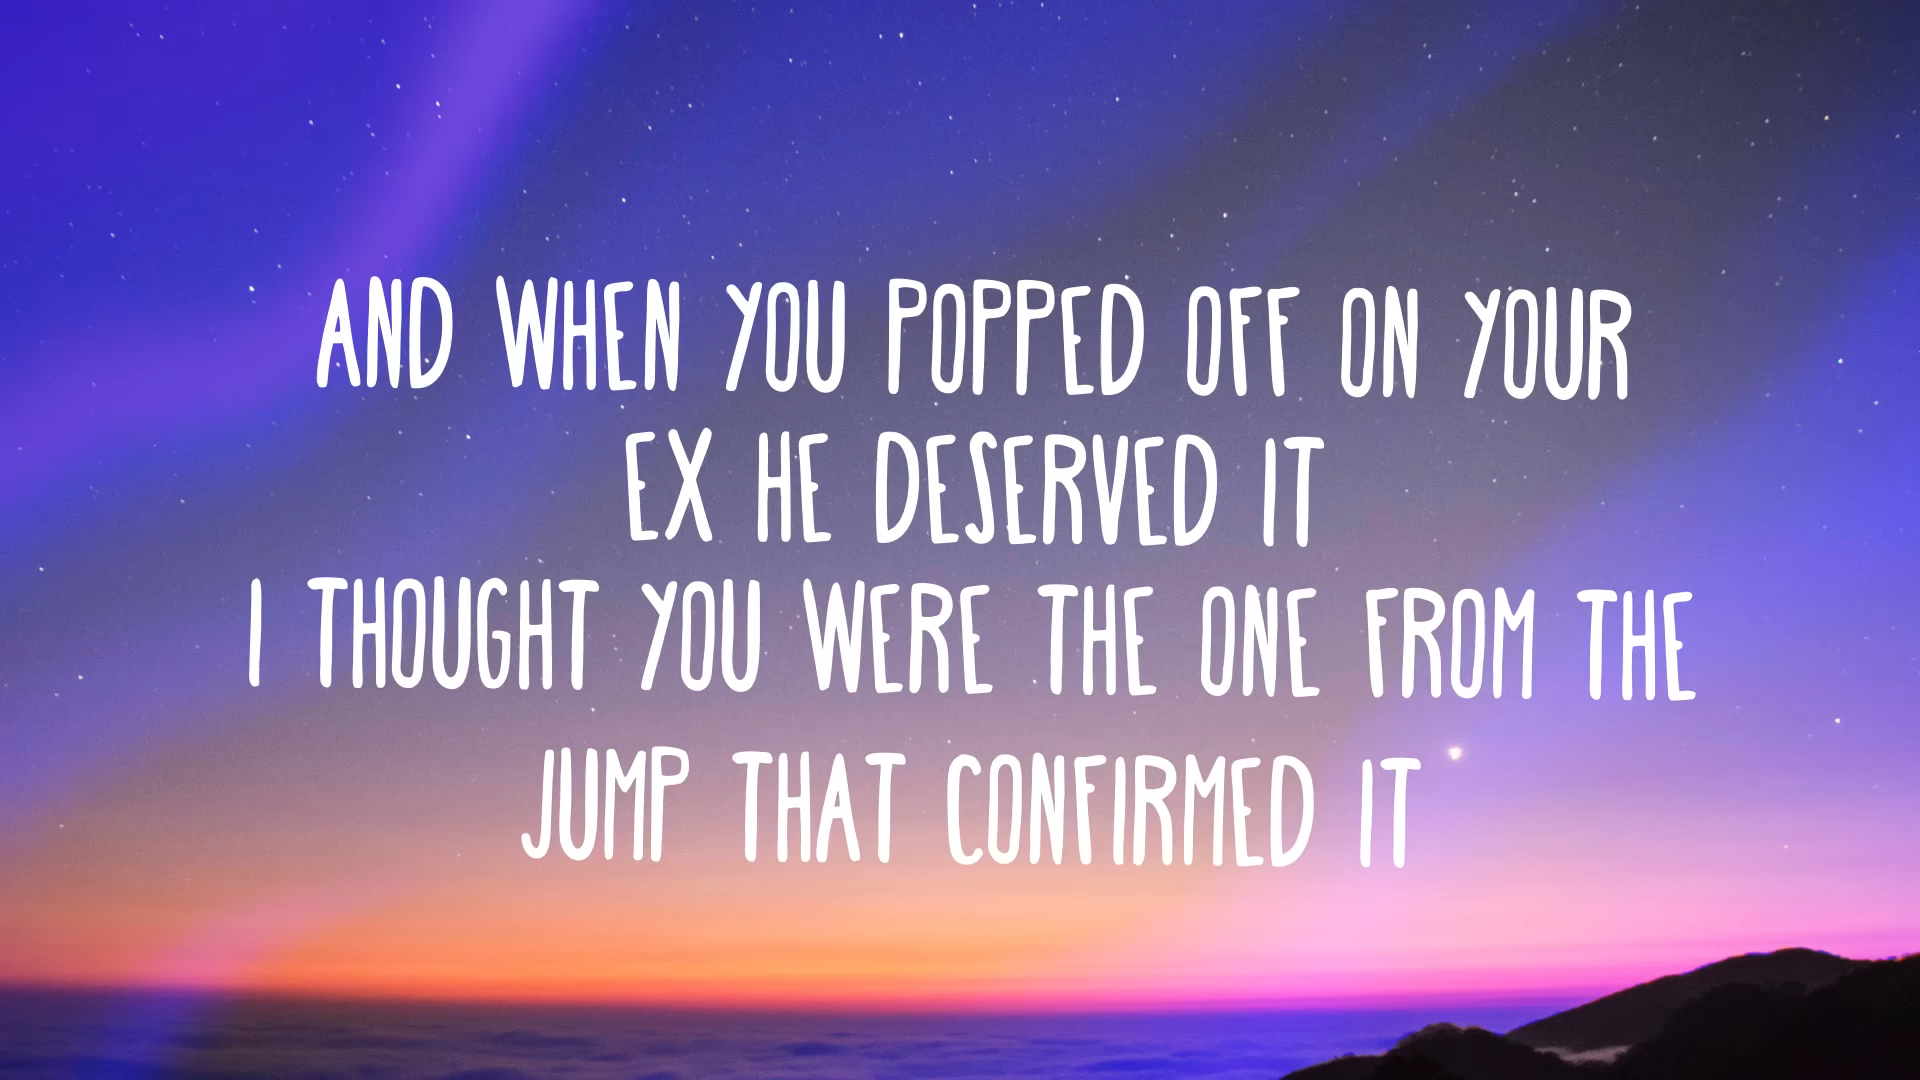 AND WHEN YOU POPPED OFF ON YOUR
EX HE DESERVED IT
I THOUGHT YOU WERE THE ONE FROM THE
JUMP THAT CONFIRMED IT